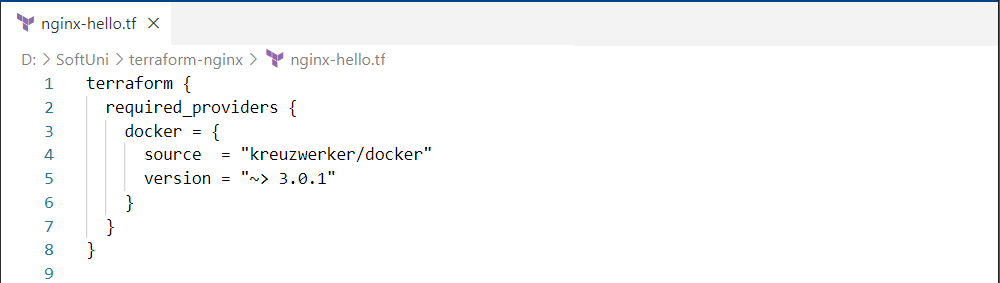 nginx-hello.tf ×
D: > SoftUni > terraform-nginx > nginx-hello.tf
1 terraform {
2   required_providers {
3     docker = {
4       source  = "kreuzwerker/docker"
5       version = "~> 3.0.1"
6     }
7   }
8 }
9